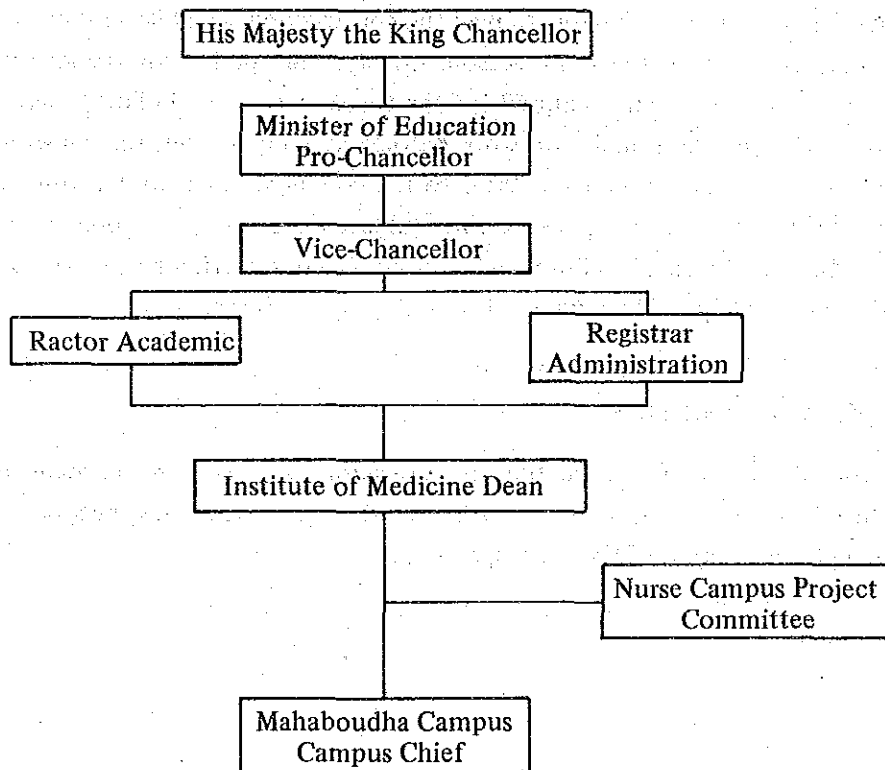 His Majesty the King Chancellor
Minister of Education
Pro-Chancellor
Vice-Chancellor
Ractor Academic
Registrar
Administration
Institute of Medicine Dean
Nurse Campus Project
Committee
Mahaboudha Campus
Campus Chief